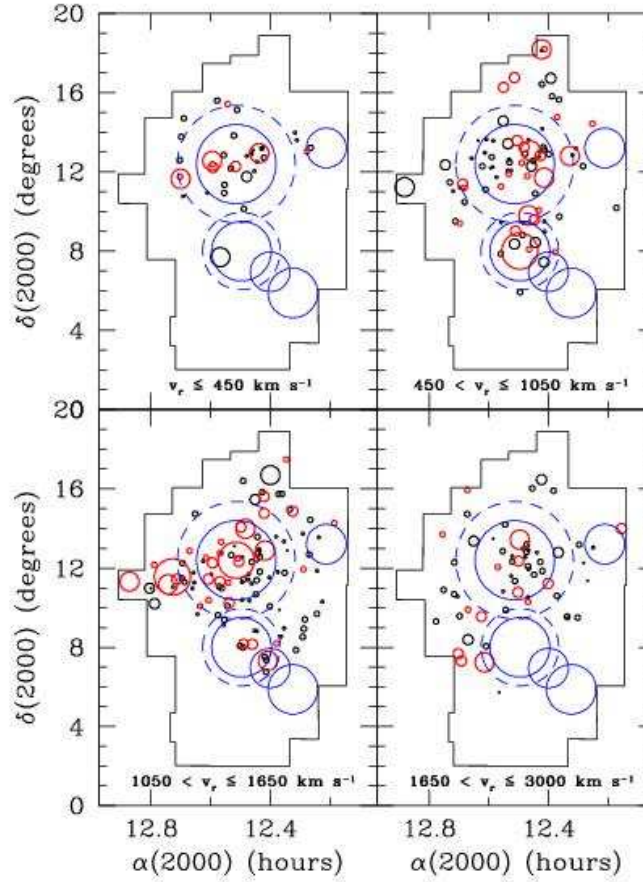 20
16
12
8
4
δ(2000) (degrees)
v_r ≤ 450 km s⁻¹
450 < v_r ≤ 1050 km s⁻¹
20
16
12
8
4
0
δ(2000) (degrees)
1050 < v_r ≤ 1650 km s⁻¹
1650 < v_r ≤ 3000 km s⁻¹
12.8 12.4 12.8 12.4
α(2000) (hours) α(2000) (hours)